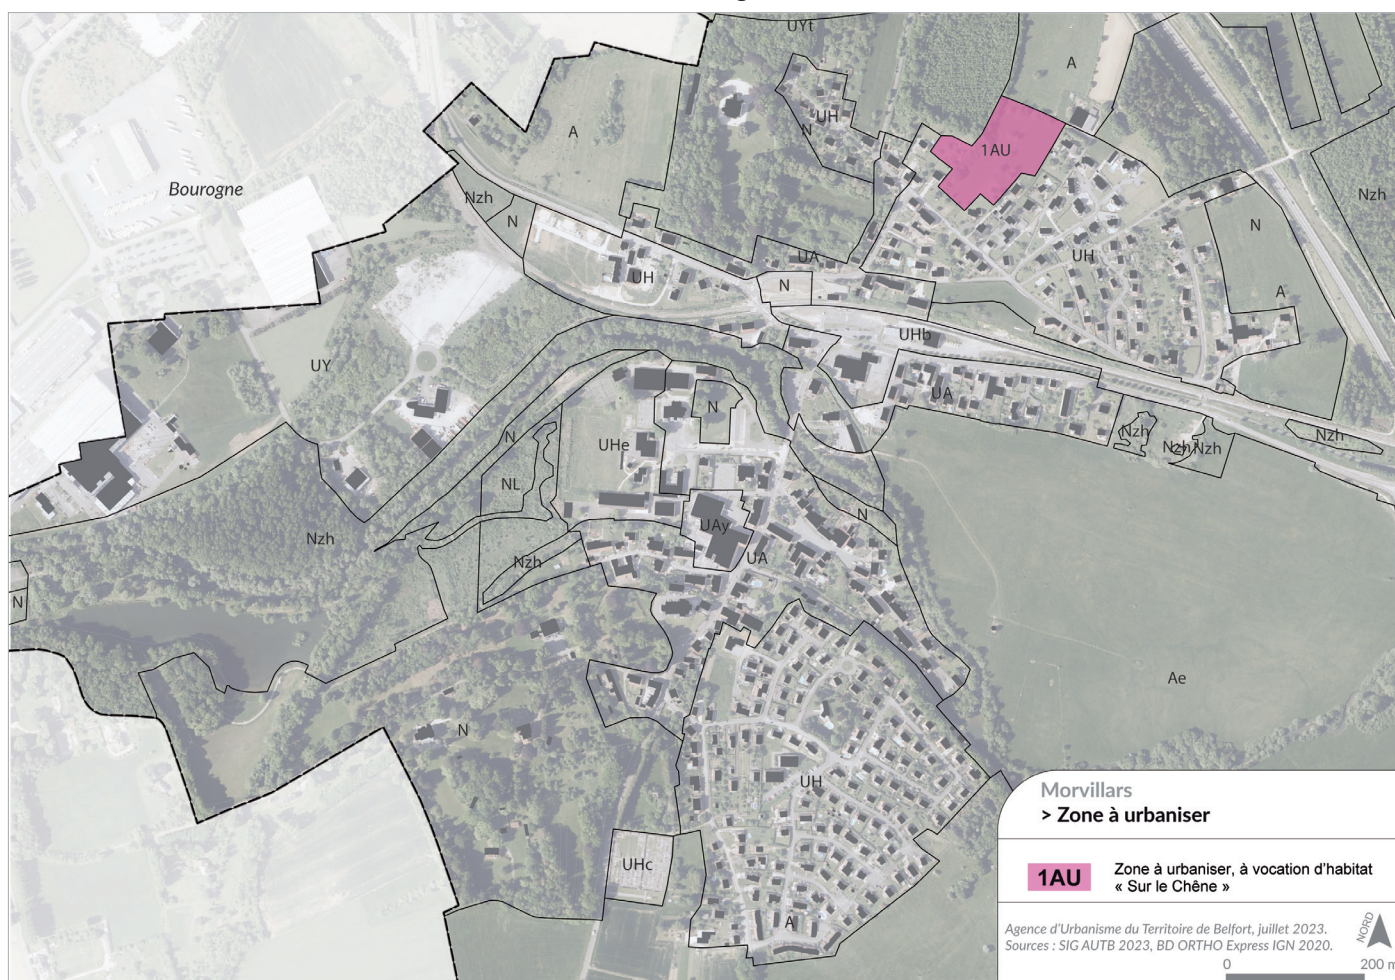 UYt
A
A
UH
N
1AU
Bourogne
Nzh
Nzh
N
N
UA
UH
UH
N
A
UHb
UY
UA
N
Nzh
Nzh
Nzh
Nzh
N
UHe
NL
UAy
N
Nzh
Nzh
UA
N
Ae
N
UH
UHc
A
Morvillars
> Zone à urbaniser
1AU
Zone à urbaniser, à vocation d'habitat
« Sur le Chêne »
Agence d'Urbanisme du Territoire de Belfort, juillet 2023.
Sources : SIG AUTB 2023, BD ORTHO Express IGN 2020.
NORD
0 200 m